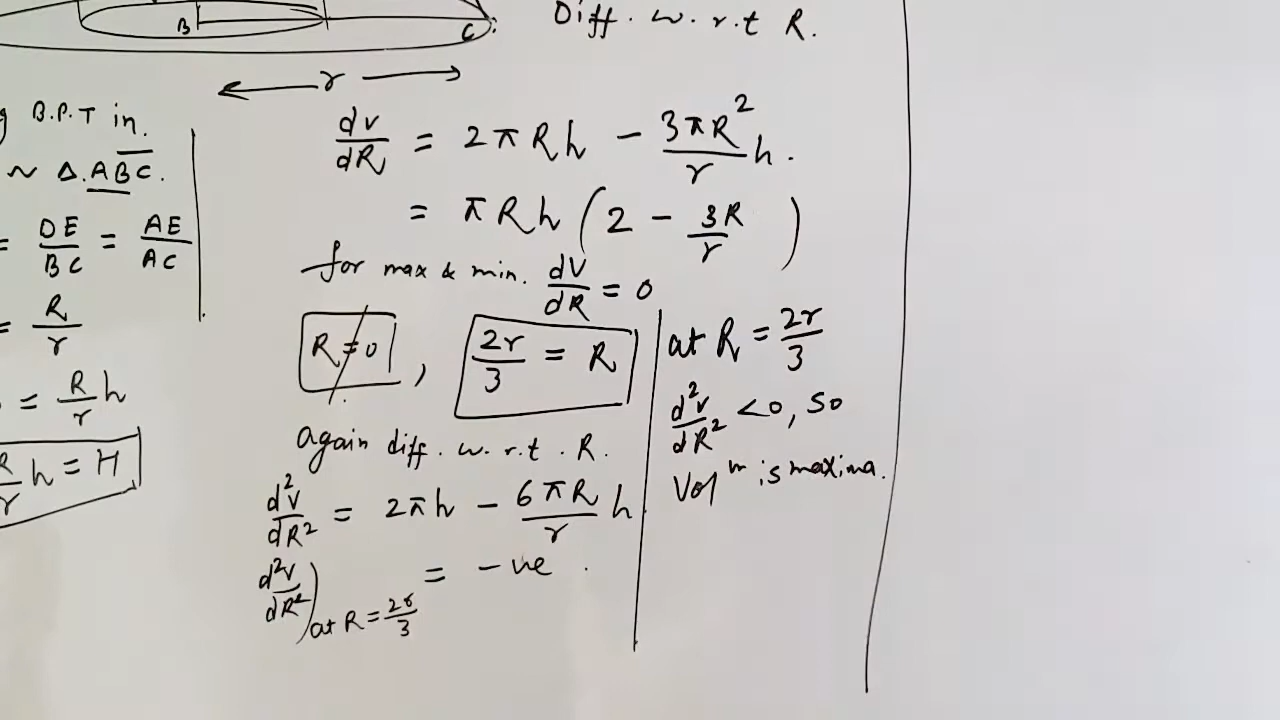 B
C
Diff. w.r.t R.
r
B.P.T in.
~ Δ.ABC.
= DE/BC = AE/AC
= R/r
= R/r h
R/r h = H
dv/dR = 2πRh - 3πR²/r h.
= πRh (2 - 3R/r)
for max & min. dV/dR = 0
R = 0 , 2r/3 = R
again diff. w.r.t. R.
d²v/dR² = 2πh - 6πR/r h
d²v/dR²) at R = 2r/3 = -ve .
at R = 2r/3
d²v/dR² <0, so
Vol^m is maxima.